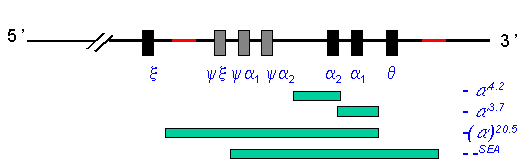 5' 3'
ξ ψξ ψα1 ψα2 α2 α1 θ
- α4.2
- α3.7
-(α)20.5
- -SEA